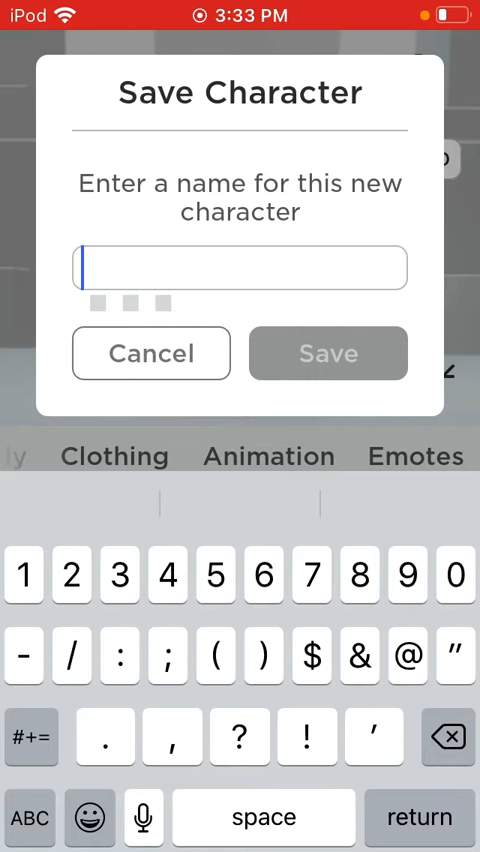 iPod 3:33 PM
Save Character
Enter a name for this new
character
Cancel Save
Clothing Animation Emotes
1 2 3 4 5 6 7 8 9 0
- / : ; ( ) $ & @ "
#+= . , ? ! '
ABC space return